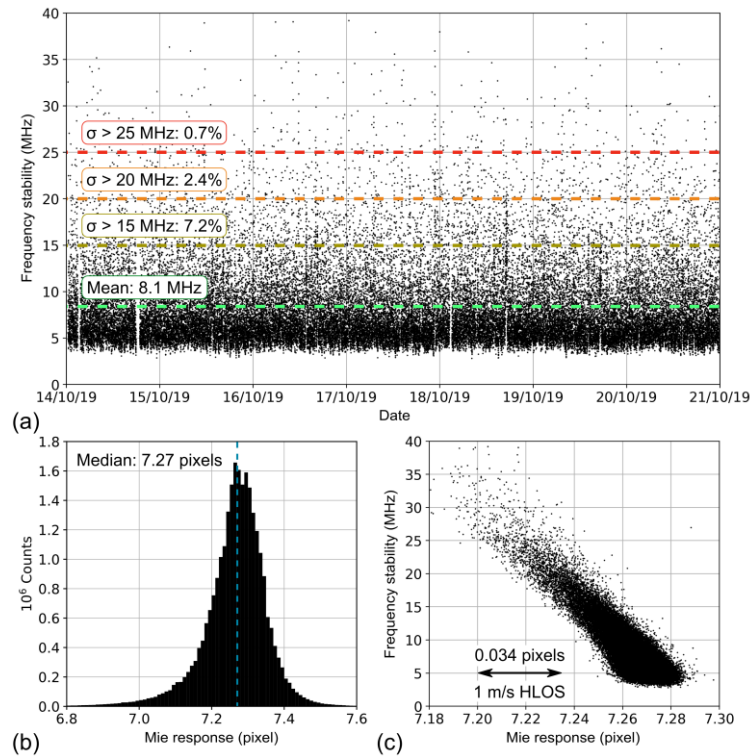 40
35
30
σ > 25 MHz: 0.7%
25
σ > 20 MHz: 2.4%
20
σ > 15 MHz: 7.2%
15
Mean: 8.1 MHz
10
5
0
Frequency stability (MHz)
14/10/19 15/10/19 16/10/19 17/10/19 18/10/19 19/10/19 20/10/19 21/10/19
Date
(a)
Median: 7.27 pixels
1.8
1.6
1.4
1.2
1.0
0.8
0.6
0.4
0.2
0.0
10⁶ Counts
6.8 7.0 7.2 7.4 7.6
Mie response (pixel)
(b)
40
35
30
25
20
15
10
5
0
Frequency stability (MHz)
0.034 pixels
1 m/s HLOS
7.18 7.20 7.22 7.24 7.26 7.28 7.30
Mie response (pixel)
(c)